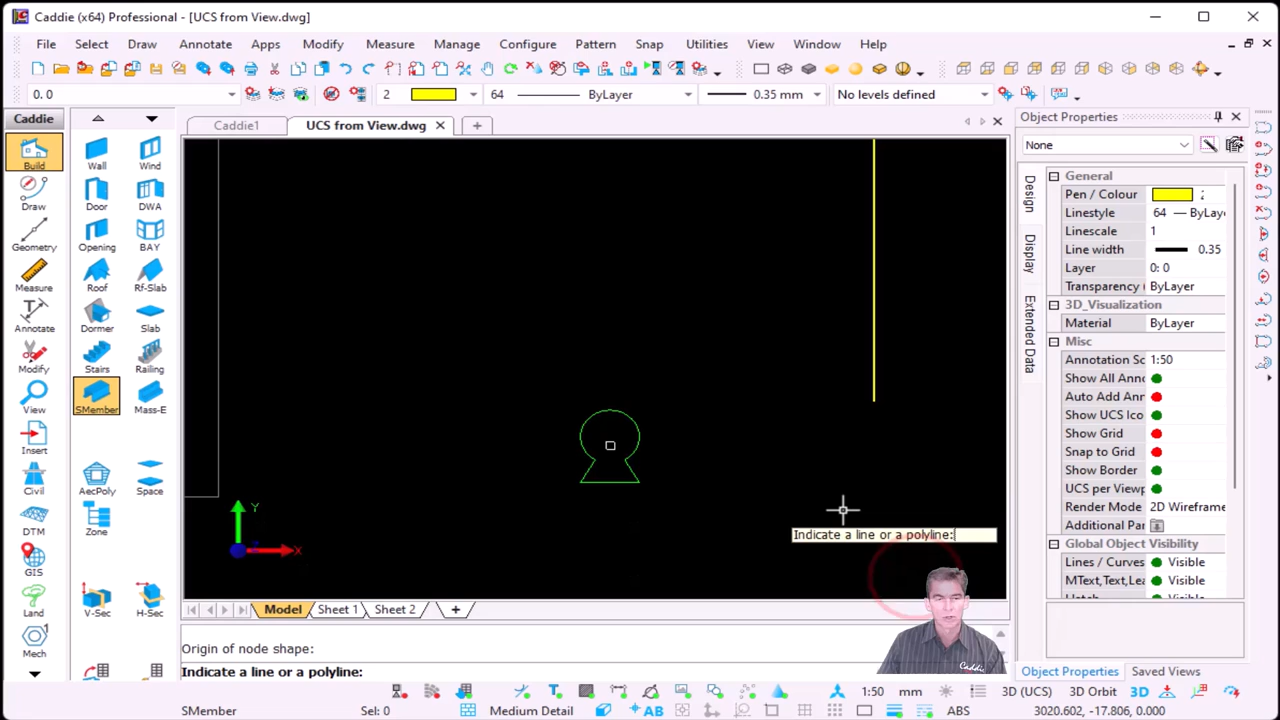 Caddie (x64) Professional - [UCS from View.dwg]
File Select Draw Annotate Apps Modify Measure Manage Configure Pattern Snap Utilities View Window Help
0. 0 2 64 ByLayer 0.35 mm No levels defined
Caddie Caddie1 UCS from View.dwg
Object Properties
None
Build Wall Wind
Draw Door DWA
Geometry Opening BAY
Measure Roof Rf-Slab
Annotate Dormer Slab
Modify Stairs Railing
View SMember Mass-E
Insert
Civil AecPoly Space
DTM Zone
GIS
Land V-Sec H-Sec
Mech
Y
X
Indicate a line or a polyline:
Caddie
Design
Display
Extended Data
General
Pen / Colour
Linestyle 64 ByLaye
Linescale 1
Line width 0.35
Layer 0: 0
Transparency ByLayer
3D_Visualization
Material ByLayer
Misc
Annotation Sc 1:50
Show All Anno
Auto Add Ann
Show UCS Ico
Show Grid
Snap to Grid
Show Border
UCS per Viewp
Render Mode 2D Wireframe
Additional Par
Global Object Visibility
Lines / Curves Visible
MText,Text,Lea Visible
Model Sheet 1 Sheet 2
Origin of node shape:
Indicate a line or a polyline:
Object Properties Saved Views
1:50 mm 3D (UCS) 3D Orbit 3D
SMember Sel: 0 Medium Detail AB ABS 3020.602, -17.806, 0.000